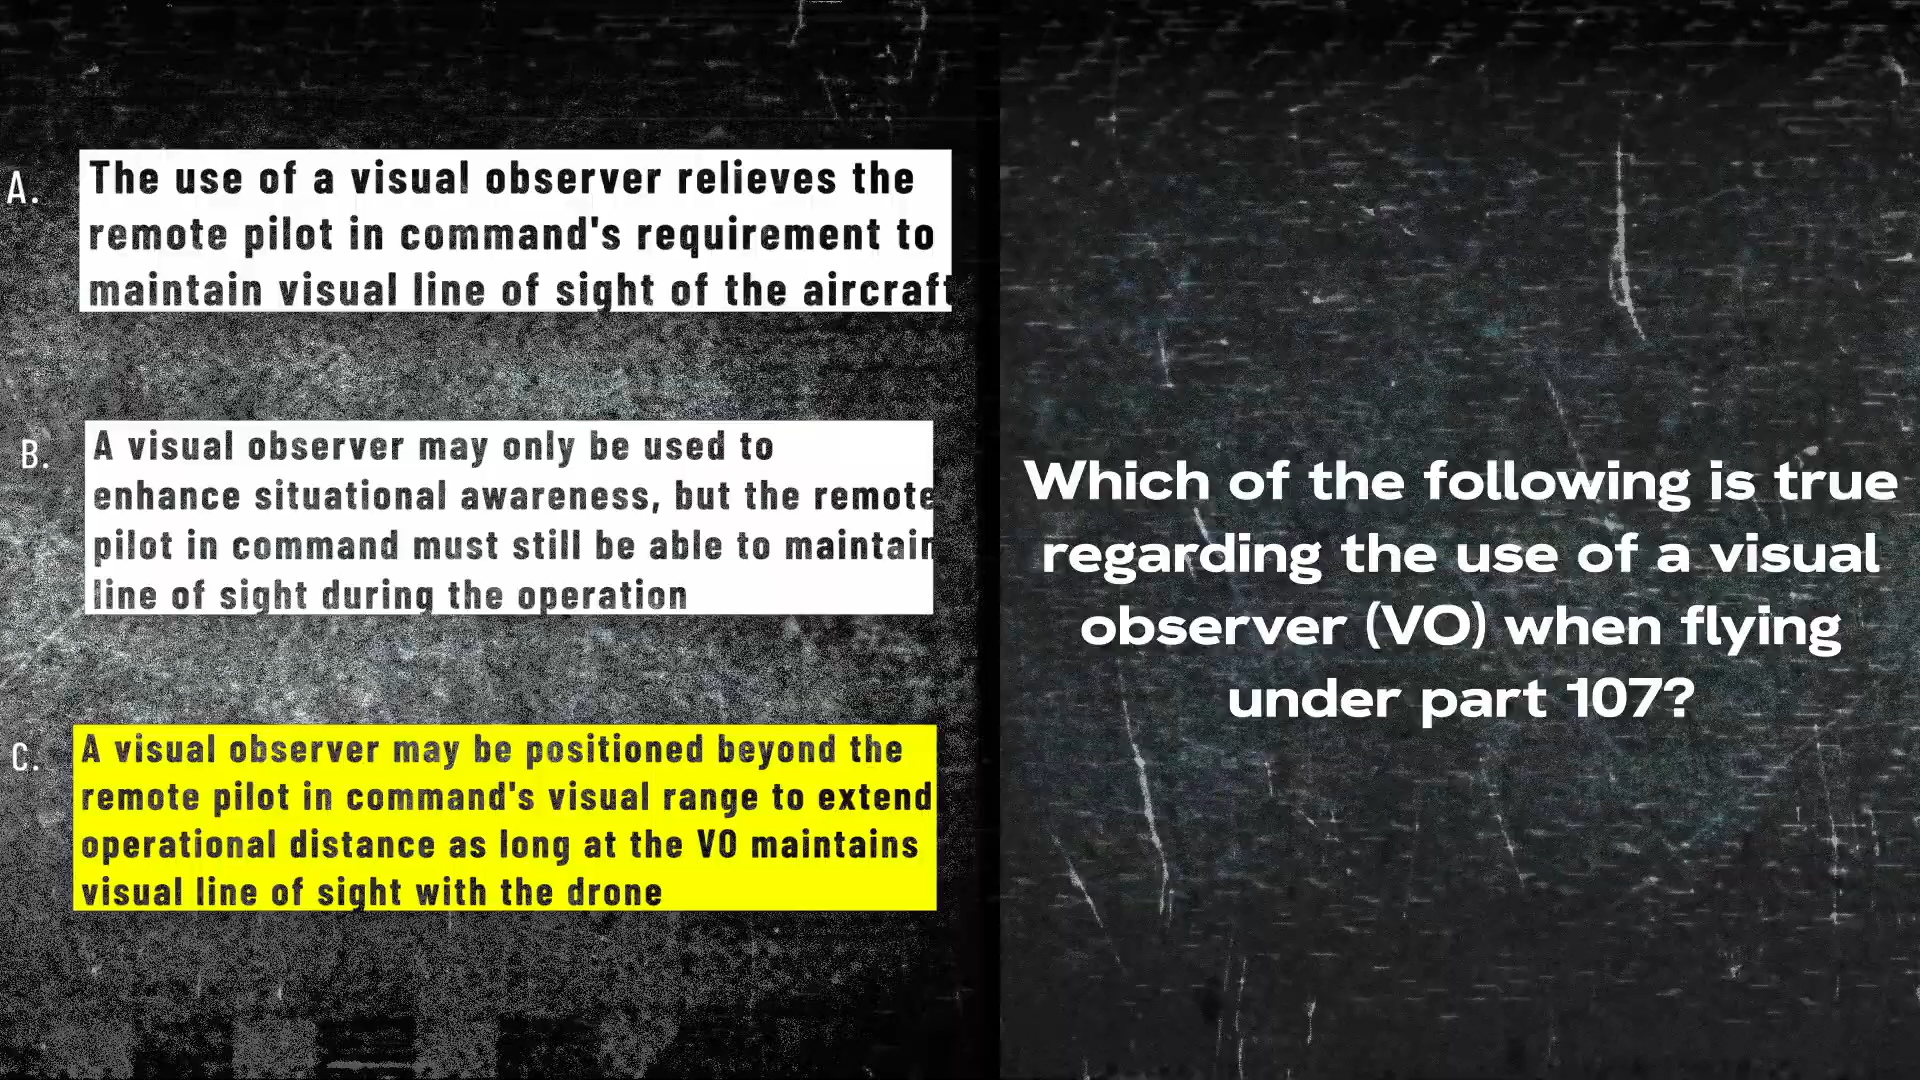 A. The use of a visual observer relieves the
remote pilot in command's requirement to
maintain visual line of sight of the aircraft
B. A visual observer may only be used to
enhance situational awareness, but the remote
pilot in command must still be able to maintain
line of sight during the operation
C. A visual observer may be positioned beyond the
remote pilot in command's visual range to extend
operational distance as long at the VO maintains
visual line of sight with the drone
Which of the following is true
regarding the use of a visual
observer (VO) when flying
under part 107?